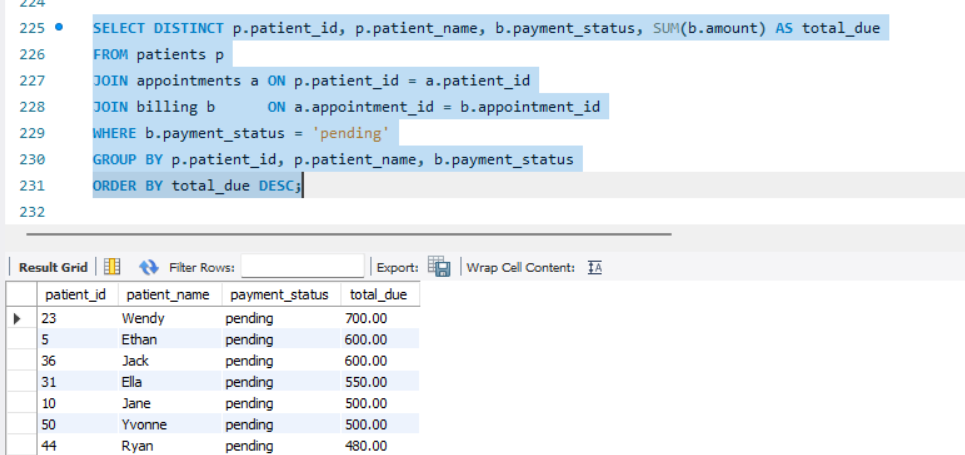 224
225 SELECT DISTINCT p.patient_id, p.patient_name, b.payment_status, SUM(b.amount) AS total_due
226 FROM patients p
227 JOIN appointments a ON p.patient_id = a.patient_id
228 JOIN billing b      ON a.appointment_id = b.appointment_id
229 WHERE b.payment_status = 'pending'
230 GROUP BY p.patient_id, p.patient_name, b.payment_status
231 ORDER BY total_due DESC;
232
Result Grid Filter Rows: Export: Wrap Cell Content: IA
patient_id patient_name payment_status total_due
23 Wendy pending 700.00
5 Ethan pending 600.00
36 Jack pending 600.00
31 Ella pending 550.00
10 Jane pending 500.00
50 Yvonne pending 500.00
44 Ryan pending 480.00